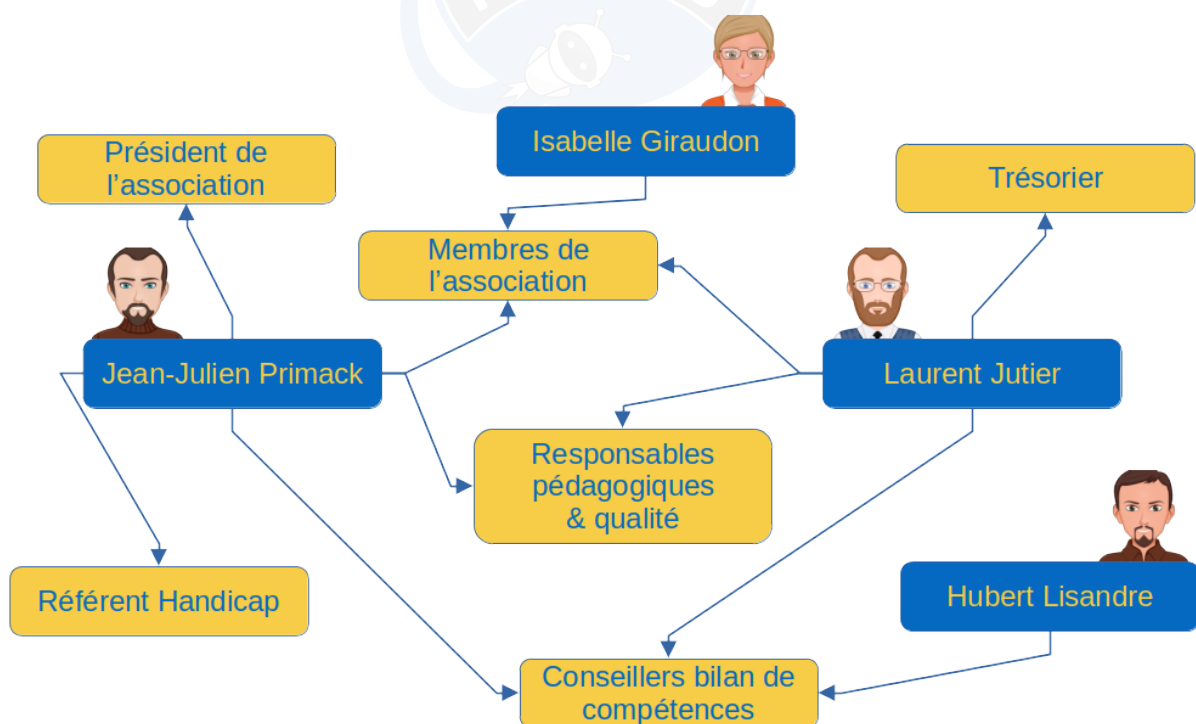 Isabelle Giraudon
Président de
l’association
Trésorier
Membres de
l’association
Jean-Julien Primack
Laurent Jutier
Responsables
pédagogiques
& qualité
Référent Handicap
Hubert Lisandre
Conseillers bilan de
compétences